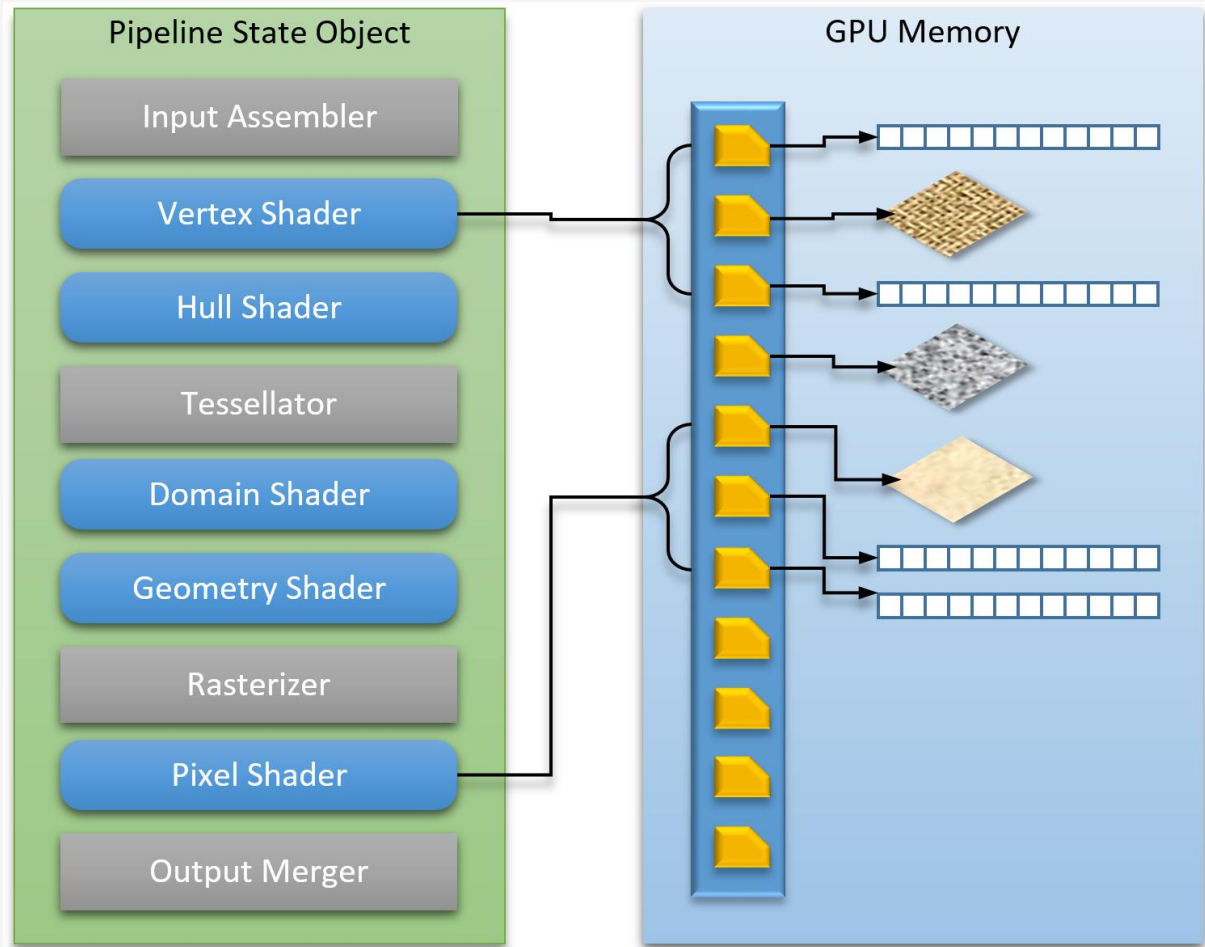 Pipeline State Object
Input Assembler
Vertex Shader
Hull Shader
Tessellator
Domain Shader
Geometry Shader
Rasterizer
Pixel Shader
Output Merger
GPU Memory